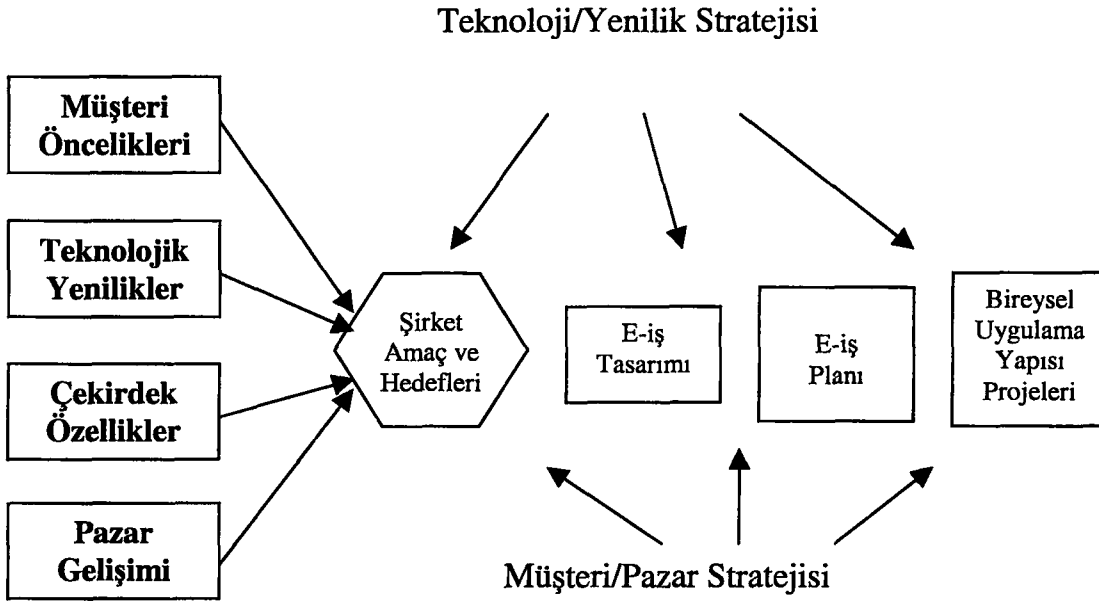 Teknoloji/Yenilik Stratejisi
Müşteri
Öncelikleri
Teknolojik
Yenilikler
Çekirdek
Özellikler
Pazar
Gelişimi
Şirket
Amaç ve
Hedefleri
E-iş
Tasarımı
E-iş
Planı
Bireysel
Uygulama
Yapısı
Projeleri
Müşteri/Pazar Stratejisi